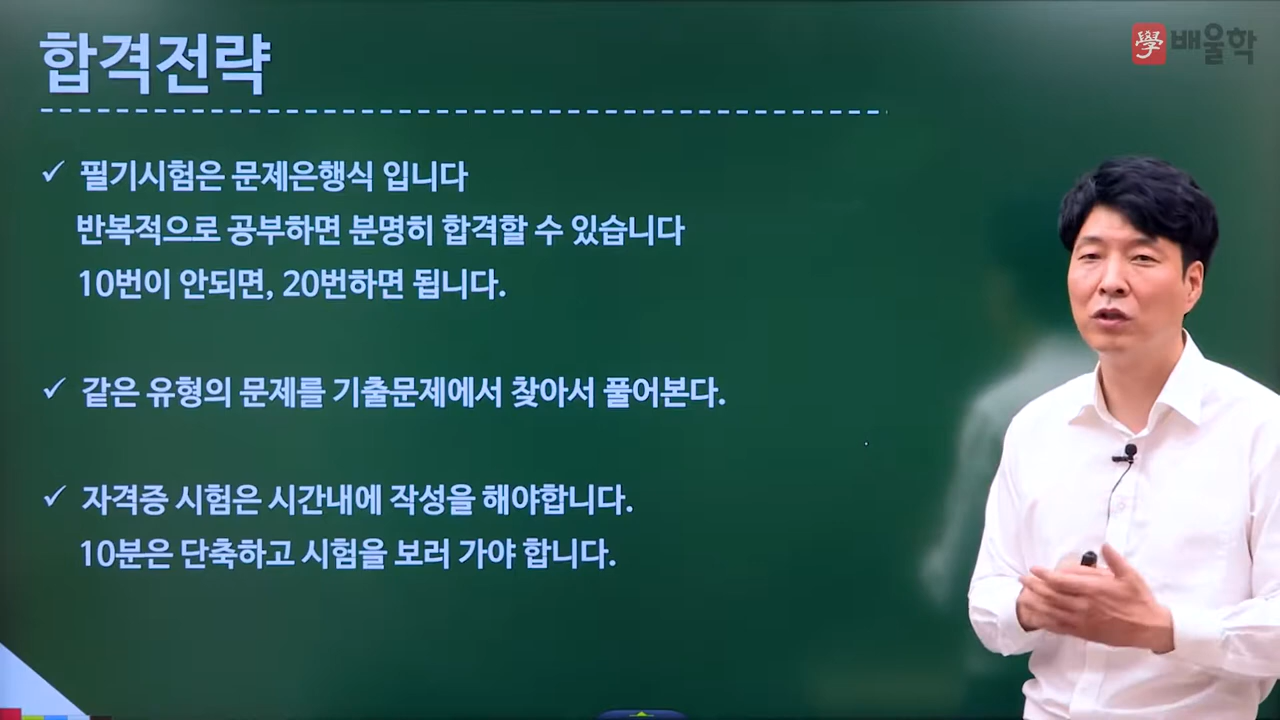 합격전략
學 배울학
✓ 필기시험은 문제은행식 입니다
반복적으로 공부하면 분명히 합격할 수 있습니다
10번이 안되면, 20번하면 됩니다.
✓ 같은 유형의 문제를 기출문제에서 찾아서 풀어본다.
✓ 자격증 시험은 시간내에 작성을 해야합니다.
10분은 단축하고 시험을 보러 가야 합니다.